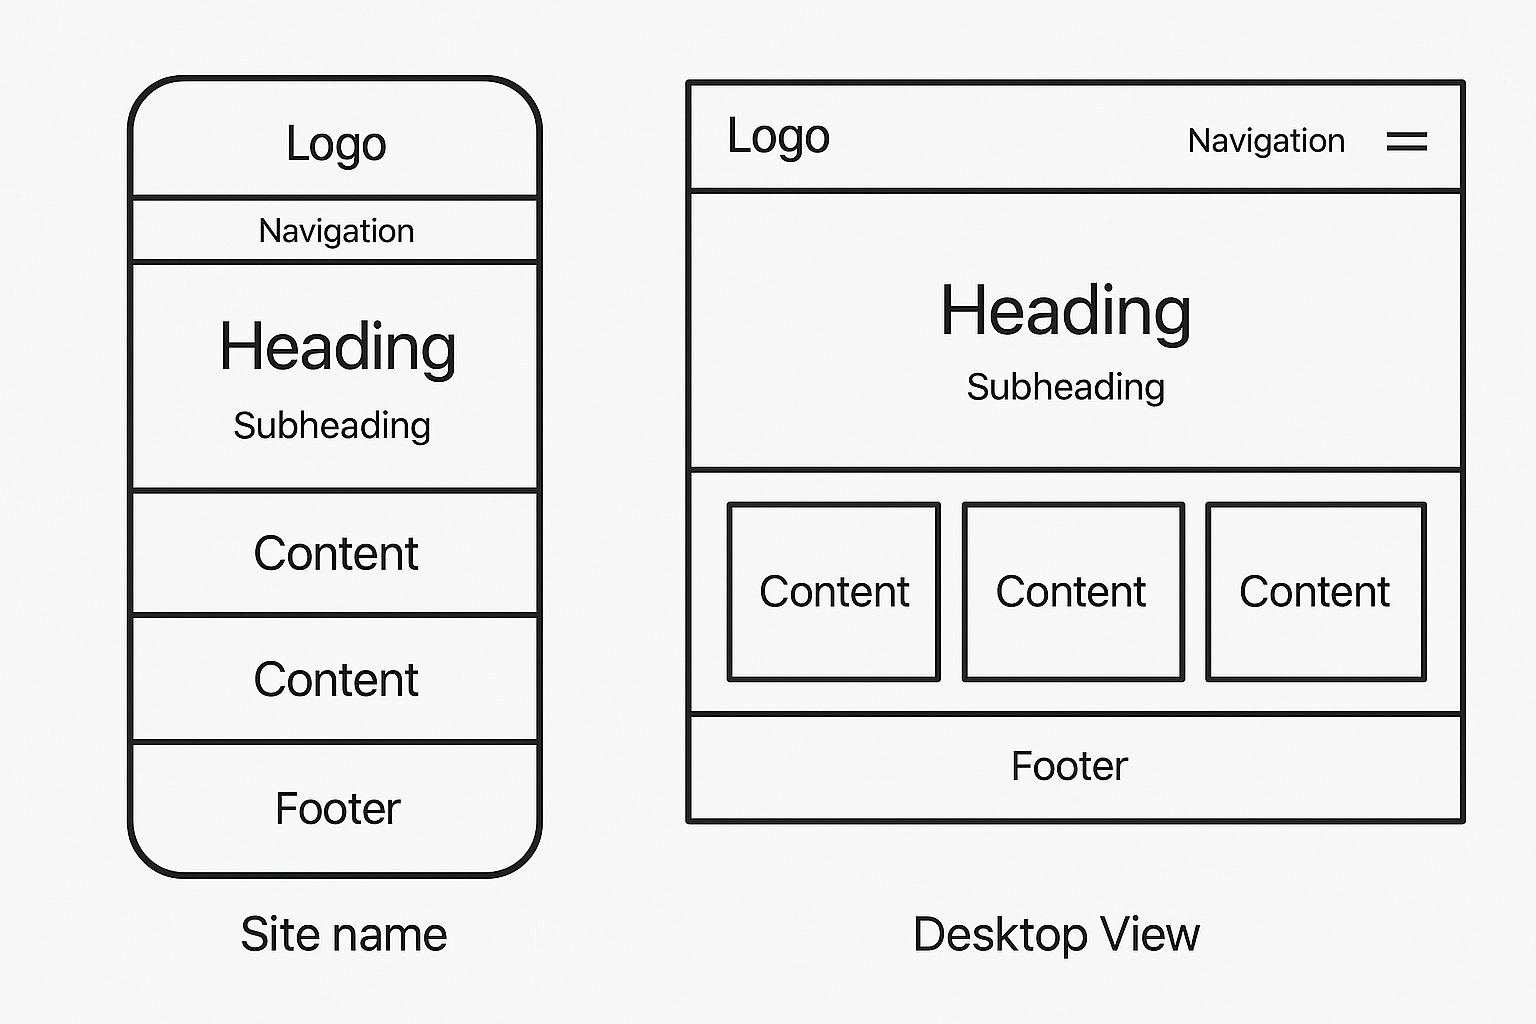 Logo
Navigation
Heading
Subheading
Content
Content
Footer
Site name
Logo
Navigation
Heading
Subheading
Content
Content
Content
Footer
Desktop View